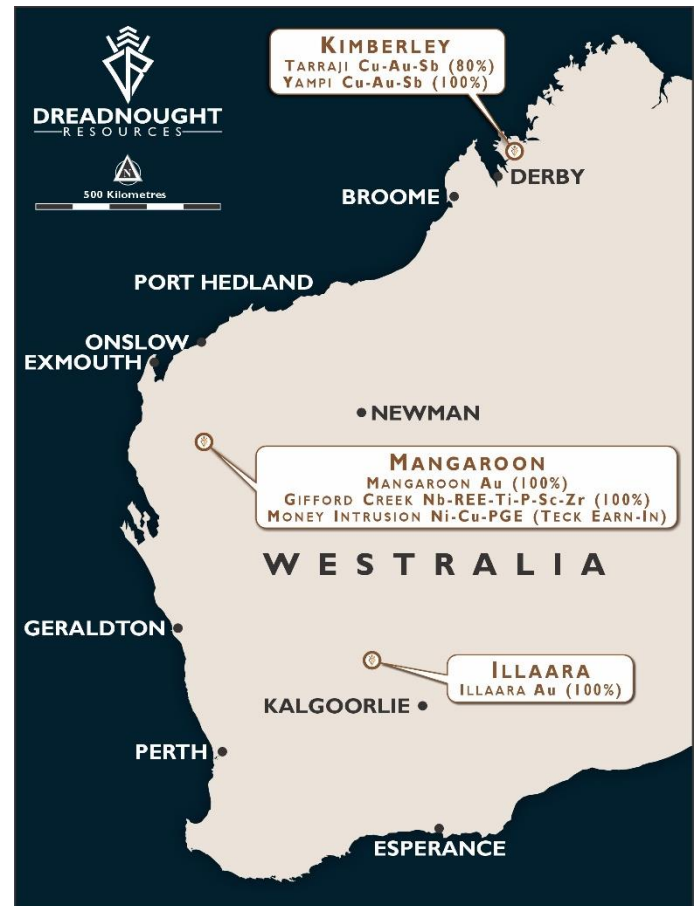 DREADNOUGHT
RESOURCES
N
500 Kilometres
KIMBERLEY
TARRAJI Cu-Au-Sb (80%)
YAMPI Cu-Au-Sb (100%)
DERBY
BROOME
PORT HEDLAND
ONSLOW
EXMOUTH
NEWMAN
MANGAROON
MANGAROON Au (100%)
GIFFORD CREEK Nb-REE-Ti-P-Sc-Zr (100%)
MONEY INTRUSION Ni-Cu-PGE (TECK EARN-IN)
WESTRALIA
GERALDTON
ILLAARA
ILLAARA Au (100%)
KALGOORLIE
PERTH
ESPERANCE